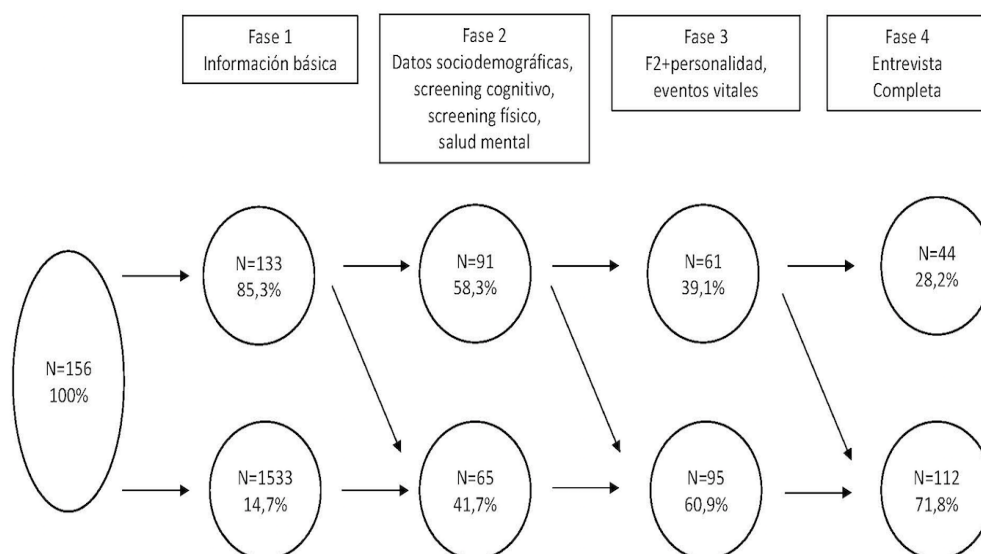 Fase 1
Información básica
Fase 2
Datos sociodemográficas,
screening cognitivo,
screening físico,
salud mental
Fase 3
F2+personalidad,
eventos vitales
Fase 4
Entrevista
Completa
N=156
100%
N=133
85,3%
N=91
58,3%
N=61
39,1%
N=44
28,2%
N=1533
14,7%
N=65
41,7%
N=95
60,9%
N=112
71,8%